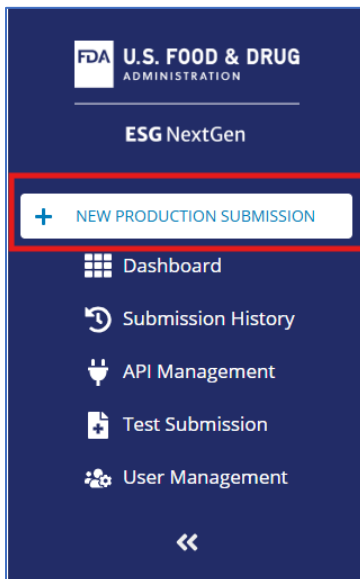 FDA
U.S. FOOD & DRUG
ADMINISTRATION
ESG NextGen
+ NEW PRODUCTION SUBMISSION
Dashboard
Submission History
API Management
Test Submission
User Management